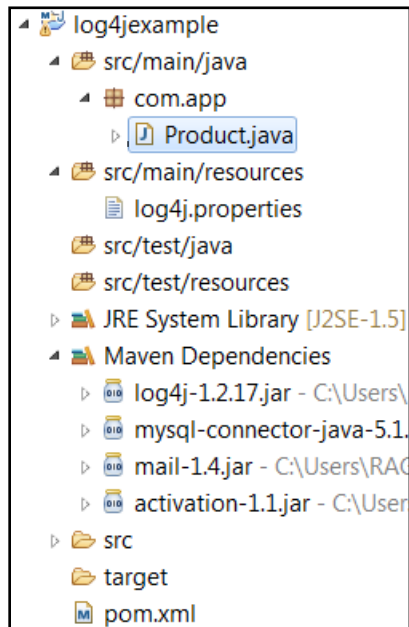 log4jexample
src/main/java
com.app
Product.java
src/main/resources
log4j.properties
src/test/java
src/test/resources
JRE System Library [J2SE-1.5]
Maven Dependencies
log4j-1.2.17.jar - C:\Users\
mysql-connector-java-5.1.
mail-1.4.jar - C:\Users\RAG
activation-1.1.jar - C:\User
src
target
pom.xml